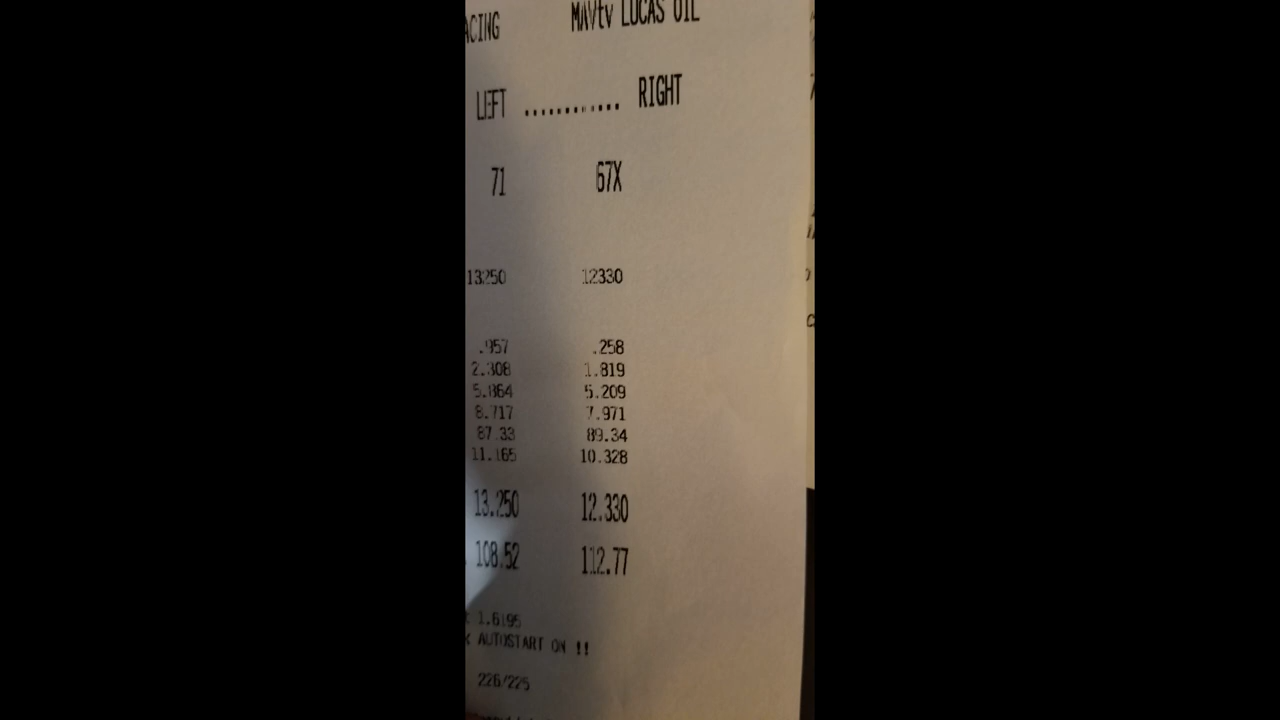 ACING MAVtv LUCAS OIL
LEFT ........... RIGHT
71 67X
13250 12330
.957 .258
2.308 1.819
5.864 5.209
8.717 7.971
87.33 89.34
11.165 10.328
13.250 12.330
108.52 112.77
1.6195
AUTOSTART ON !!
226/225